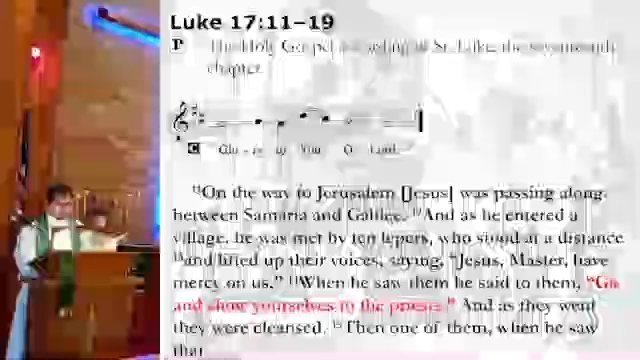 Luke 17:11–19
P The Holy Gospel according to St. Luke, the seventeenth
chapter.
C Glo - ry to You, O Lord.
¹¹On the way to Jerusalem [Jesus] was passing along
between Samaria and Galilee. ¹²And as he entered a
village, he was met by ten lepers, who stood at a distance
¹³and lifted up their voices, saying, “Jesus, Master, have
mercy on us.” ¹⁴When he saw them he said to them, “Go
and show yourselves to the priests.” And as they went
they were cleansed. ¹⁵Then one of them, when he saw
that